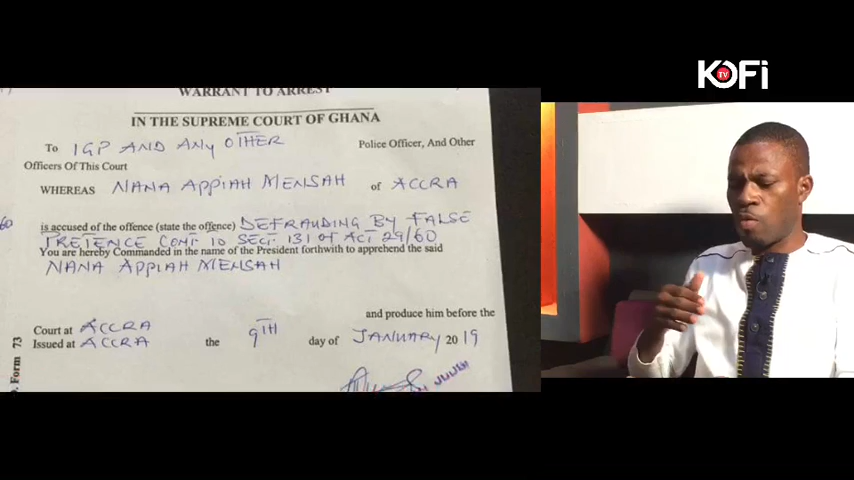 KOFI
TV
WARRANT TO ARREST
IN THE SUPREME COURT OF GHANA
To IGP AND ANY OTHER Police Officer, And Other
Officers Of This Court
WHEREAS NANA APPIAH MENSAH of ACCRA
60
is accused of the offence (state the offence) DEFRAUDING BY FALSE
PRETENCE CONT. TO SECT. 131 OF ACT 29/60
You are hereby Commanded in the name of the President forthwith to apprehend the said
NANA APPIAH MENSAH
and produce him before the
Court at ACCRA
Issued at ACCRA the 9TH day of JANUARY 2019
Form 73